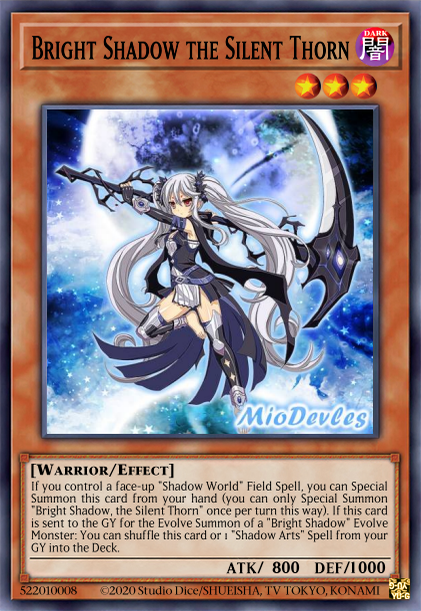 Bright Shadow the Silent Thorn
DARK
闇
MioDevles
[Warrior/Effect]
If you control a face-up "Shadow World" Field Spell, you can Special
Summon this card from your hand (you can only Special Summon
"Bright Shadow, the Silent Thorn" once per turn this way). If this card
is sent to the GY for the Evolve Summon of a "Bright Shadow" Evolve
Monster: You can shuffle this card or 1 "Shadow Arts" Spell from your
GY into the Deck.
ATK/ 800 DEF/1000
522010008 ©2020 Studio Dice/SHUEISHA, TV TOKYO, KONAMI